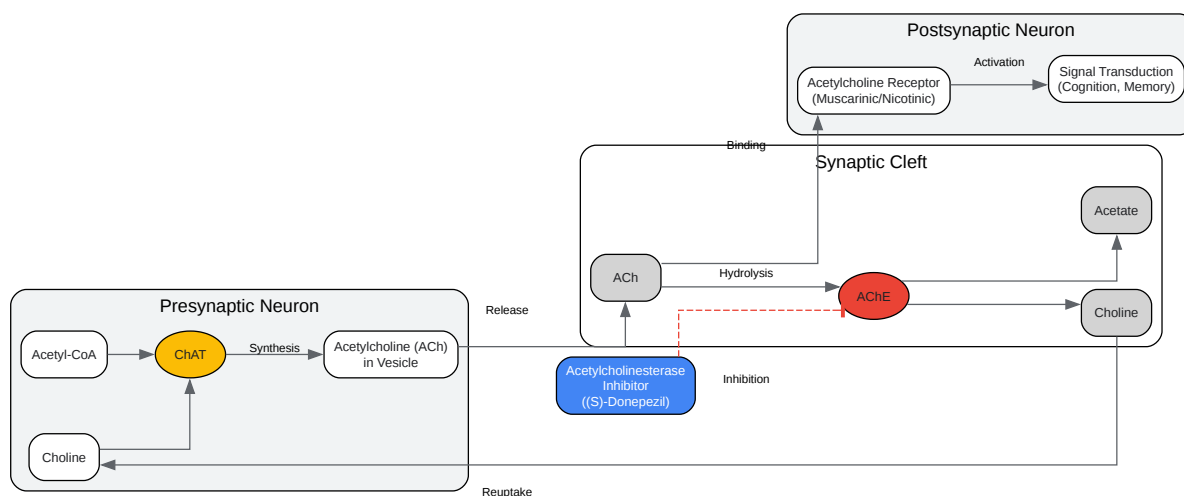 Postsynaptic Neuron
Acetylcholine Receptor
(Muscarinic/Nicotinic)
Activation
Signal Transduction
(Cognition, Memory)
Binding
Synaptic Cleft
Acetate
ACh
Hydrolysis
AChE
Choline
Presynaptic Neuron
Release
Acetyl-CoA
ChAT
Synthesis
Acetylcholine (ACh)
in Vesicle
Acetylcholinesterase
Inhibitor
((S)-Donepezil)
Inhibition
Choline
Reuptake